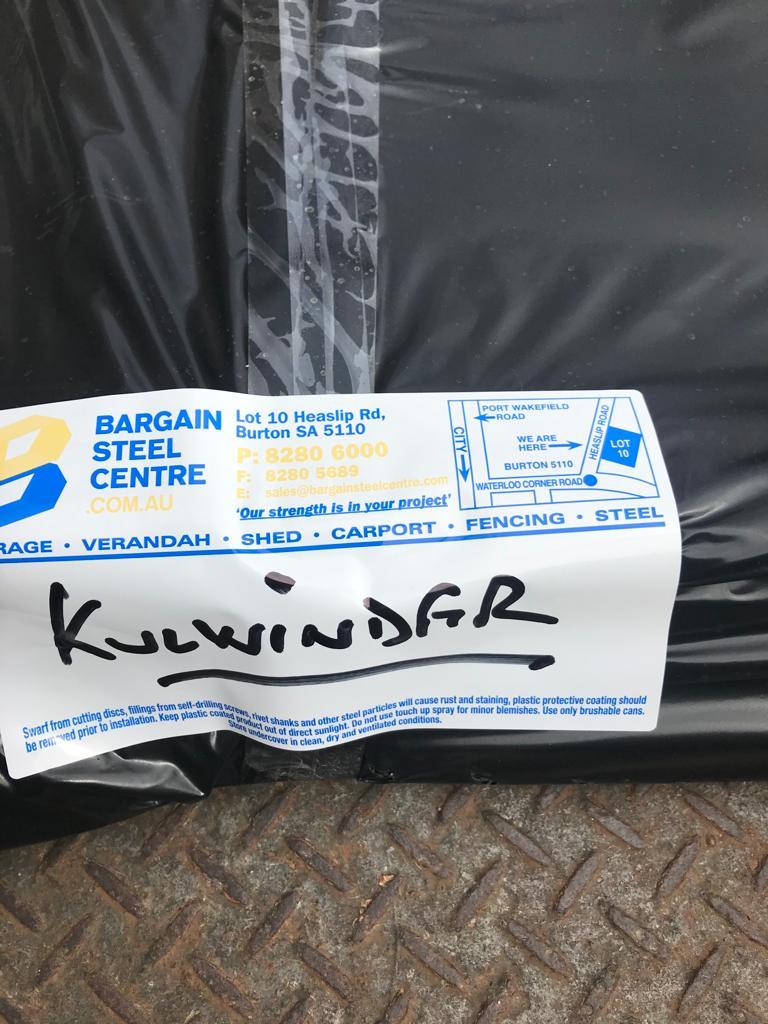 BARGAIN
STEEL
CENTRE
.COM.AU
Lot 10 Heaslip Rd,
Burton SA 5110
P: 8280 6000
F: 8280 5689
E: sales@bargainsteelcentre.com
'Our strength is in your project'
CITY
PORT WAKEFIELD
ROAD
WE ARE
HERE
BURTON 5110
WATERLOO CORNER ROAD
HEASLIP ROAD
LOT
10
RAGE • VERANDAH • SHED • CARPORT • FENCING • STEEL
KULWINDER
Swarf from cutting discs, fillings from self-drilling screws, rivet shanks and other steel particles will cause rust and staining, plastic protective coating should
be removed prior to installation. Keep plastic coated product out of direct sunlight. Do not use touch up spray for minor blemishes. Use only brushable cans.
Store undercover in clean, dry and ventilated conditions.